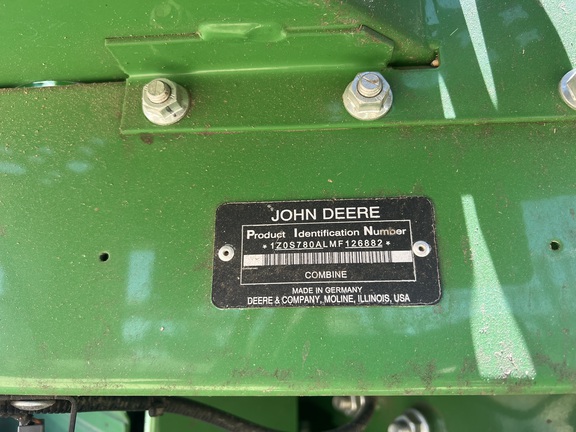 JOHN DEERE
Product Identification Number
*1Z0S780ALMF126882*
COMBINE
MADE IN GERMANY
DEERE & COMPANY, MOLINE, ILLINOIS, USA